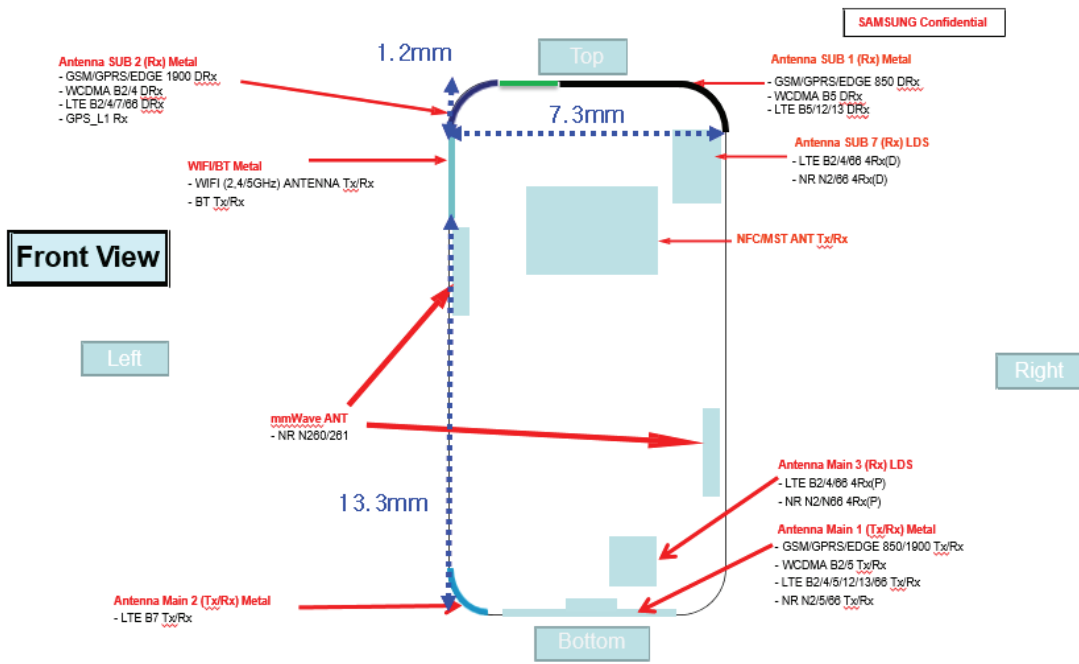 SAMSUNG Confidential
Top
1.2mm
7.3mm
Antenna SUB 2 (Rx) Metal
- GSM/GPRS/EDGE 1900 DRx
- WCDMA B2/4 DRx
- LTE B2/4/7/66 DRx
- GPS_L1 Rx
Antenna SUB 1 (Rx) Metal
- GSM/GPRS/EDGE 850 DRx
- WCDMA B5 DRx
- LTE B5/12/13 DRx
WIFI/BT Metal
- WIFI (2,4/5GHz) ANTENNA Tx/Rx
- BT Tx/Rx
Antenna SUB 7 (Rx) LDS
- LTE B2/4/66 4Rx(D)
- NR N2/66 4Rx(D)
NFC/MST ANT Tx/Rx
Front View
Left
Right
mmWave ANT
- NR N260/261
13.3mm
Antenna Main 3 (Rx) LDS
- LTE B2/4/66 4Rx(P)
- NR N2/N66 4Rx(P)
Antenna Main 1 (Tx/Rx) Metal
- GSM/GPRS/EDGE 850/1900 Tx/Rx
- WCDMA B2/5 Tx/Rx
- LTE B2/4/5/12/13/66 Tx/Rx
- NR N2/5/66 Tx/Rx
Antenna Main 2 (Tx/Rx) Metal
- LTE B7 Tx/Rx
Bottom